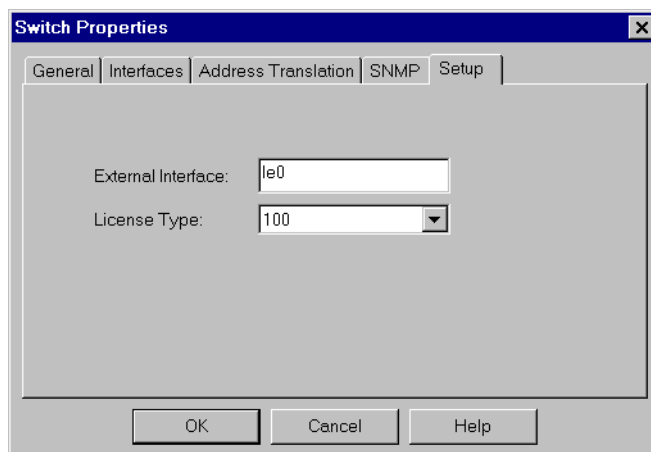 Switch Properties
General Interfaces Address Translation SNMP Setup
External Interface: le0
License Type: 100
OK Cancel Help